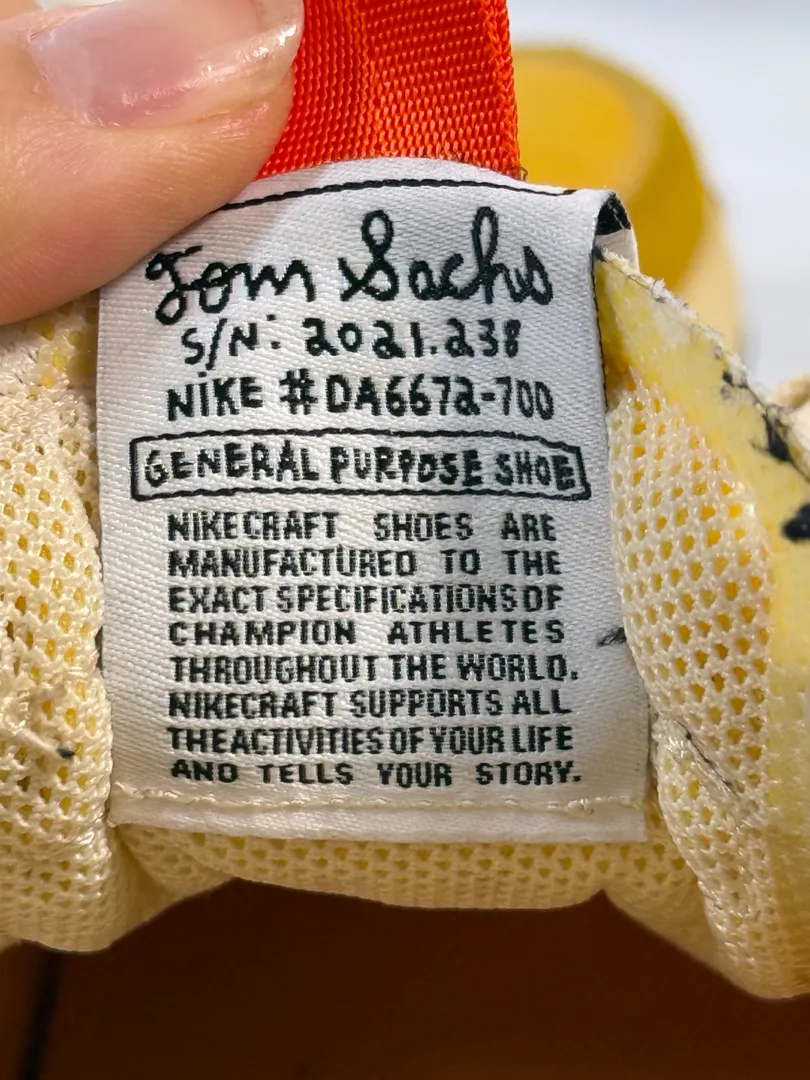 Tom Sachs
S/N: 2021.238
NIKE #DA6672-700
GENERAL PURPOSE SHOE
NIKECRAFT SHOES ARE
MANUFACTURED TO THE
EXACT SPECIFICATIONS OF
CHAMPION ATHLETES
THROUGHOUT THE WORLD.
NIKECRAFT SUPPORTS ALL
THE ACTIVITIES OF YOUR LIFE
AND TELLS YOUR STORY.